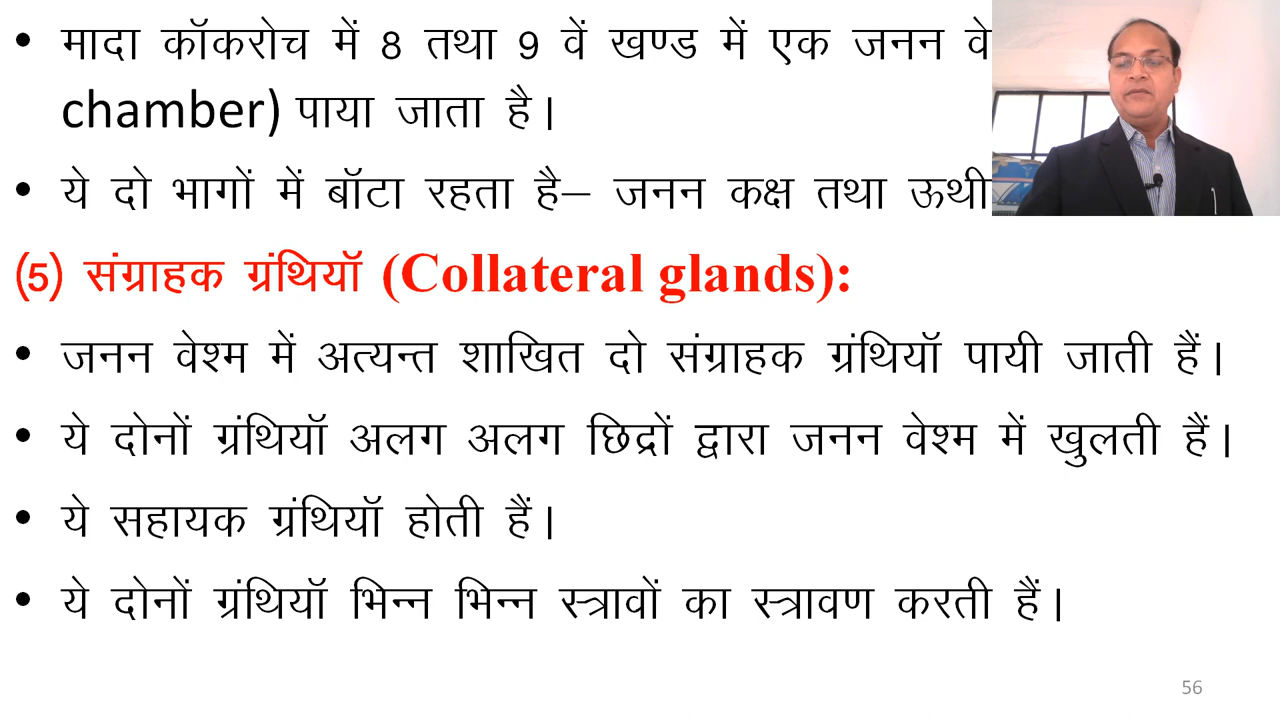 • मादा कॉकरोच में 8 तथा 9 वें खण्ड में एक जनन वे
chamber) पाया जाता है।
• ये दो भागों में बॉटा रहता है– जनन कक्ष तथा ऊथी
(5) संग्राहक ग्रंथियॉ (Collateral glands):
• जनन वेश्म में अत्यन्त शाखित दो संग्राहक ग्रंथियॉ पायी जाती हैं।
• ये दोनों ग्रंथियॉ अलग अलग छिद्रों द्वारा जनन वेश्म में खुलती हैं।
• ये सहायक ग्रंथियॉ होती हैं।
• ये दोनों ग्रंथियॉ भिन्न भिन्न स्त्रावों का स्त्रावण करती हैं।
56